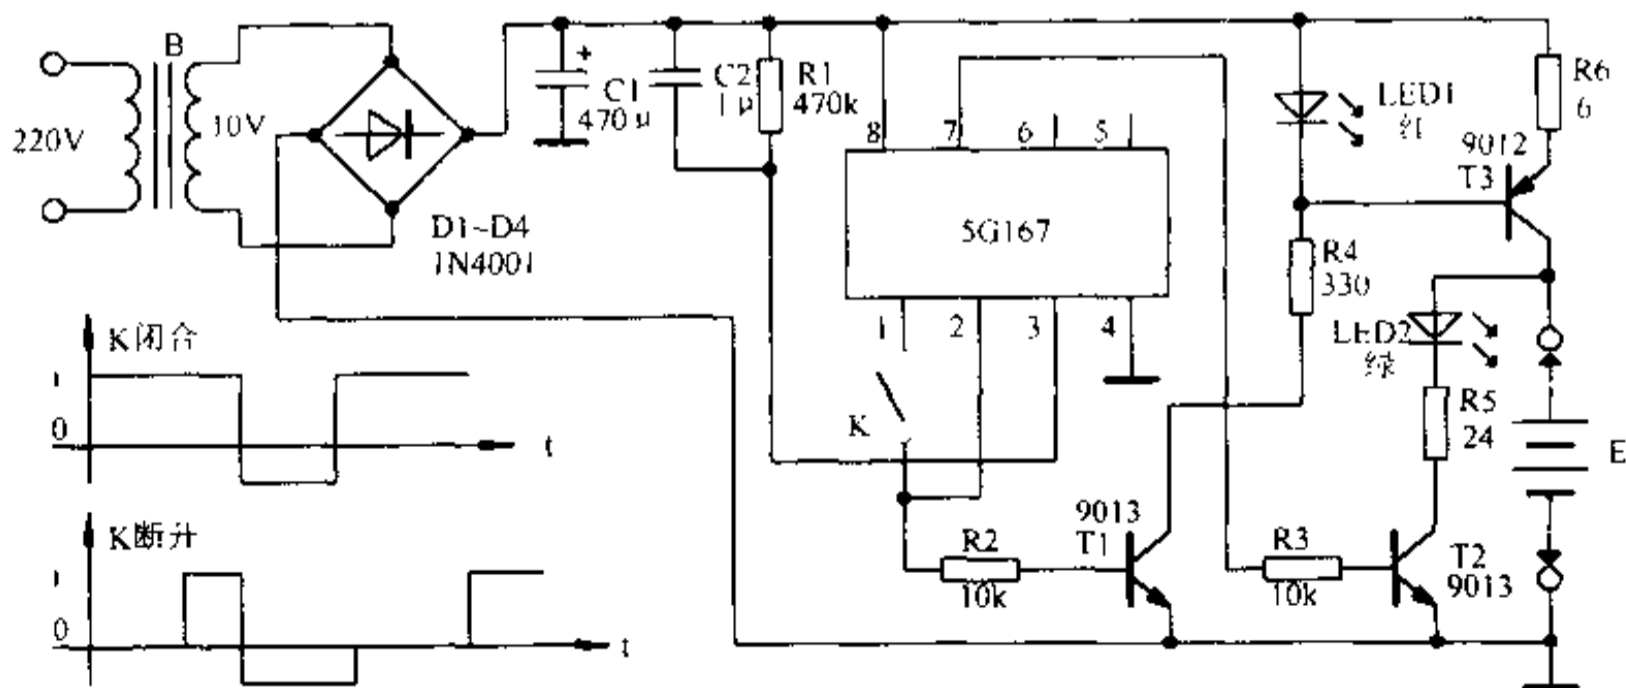 B
220V
10V
D1~D4
1N4001
+
C1
470μ
C2
1μ
R1
470k
8
7
6
5
5G167
1
2
3
4
K
LED1
红
R6
6
9012
T3
R4
330
LED2
绿
R5
24
E
R2
10k
9013
T1
R3
10k
T2
9013
K闭合
1
0
t
K断开
1
0
t